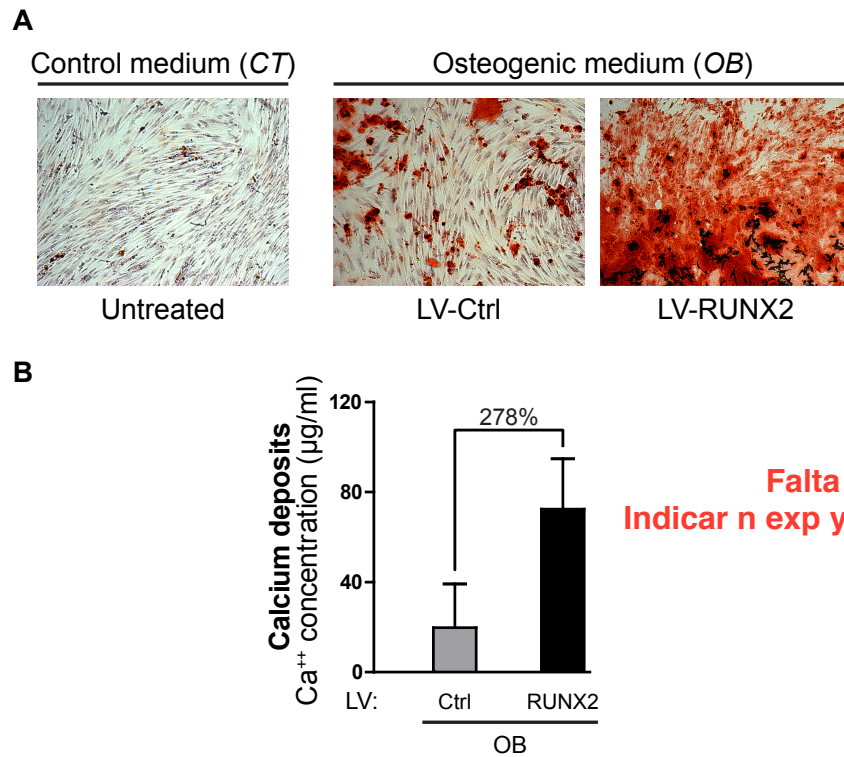 A
Control medium (CT)
Osteogenic medium (OB)
Untreated
LV-Ctrl
LV-RUNX2
B
Calcium deposits
Ca⁺⁺ concentration (µg/ml)
120
80
40
0
278%
Falta
Indicar n exp y
LV:
Ctrl
RUNX2
OB